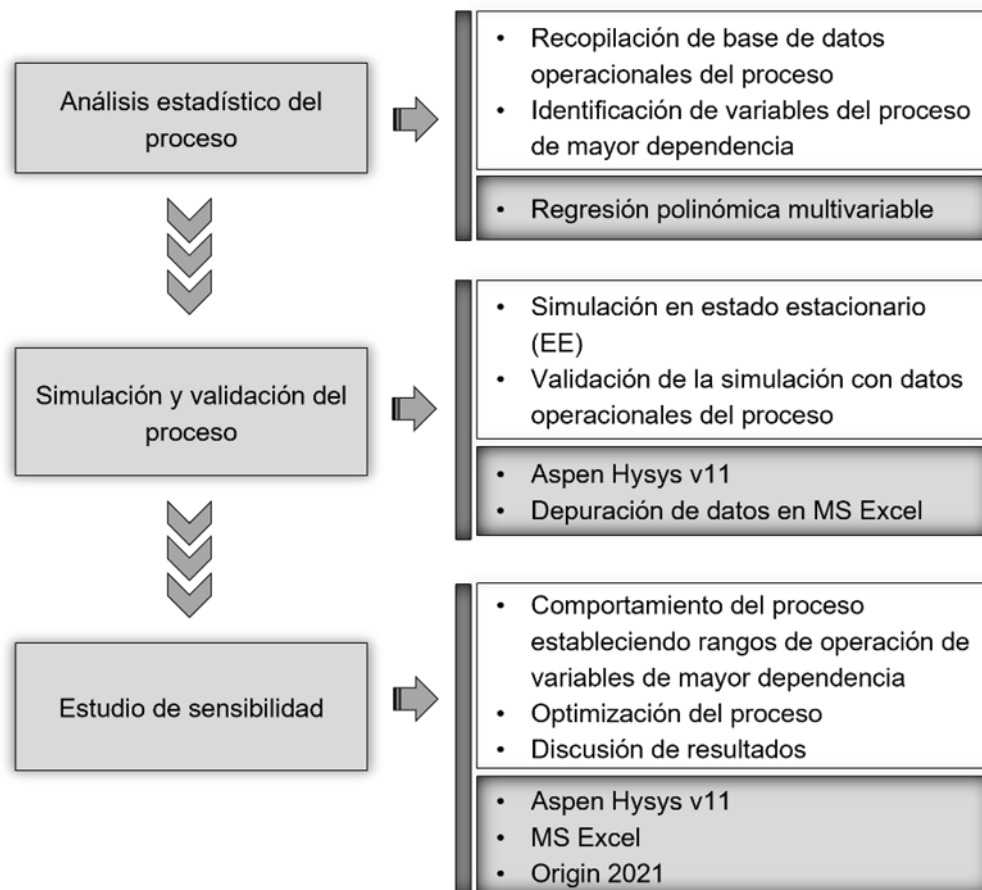 Análisis estadístico del
proceso
• Recopilación de base de datos
operacionales del proceso
• Identificación de variables del proceso
de mayor dependencia
• Regresión polinómica multivariable
Simulación y validación del
proceso
• Simulación en estado estacionario
(EE)
• Validación de la simulación con datos
operacionales del proceso
• Aspen Hysys v11
• Depuración de datos en MS Excel
Estudio de sensibilidad
• Comportamiento del proceso
estableciendo rangos de operación de
variables de mayor dependencia
• Optimización del proceso
• Discusión de resultados
• Aspen Hysys v11
• MS Excel
• Origin 2021